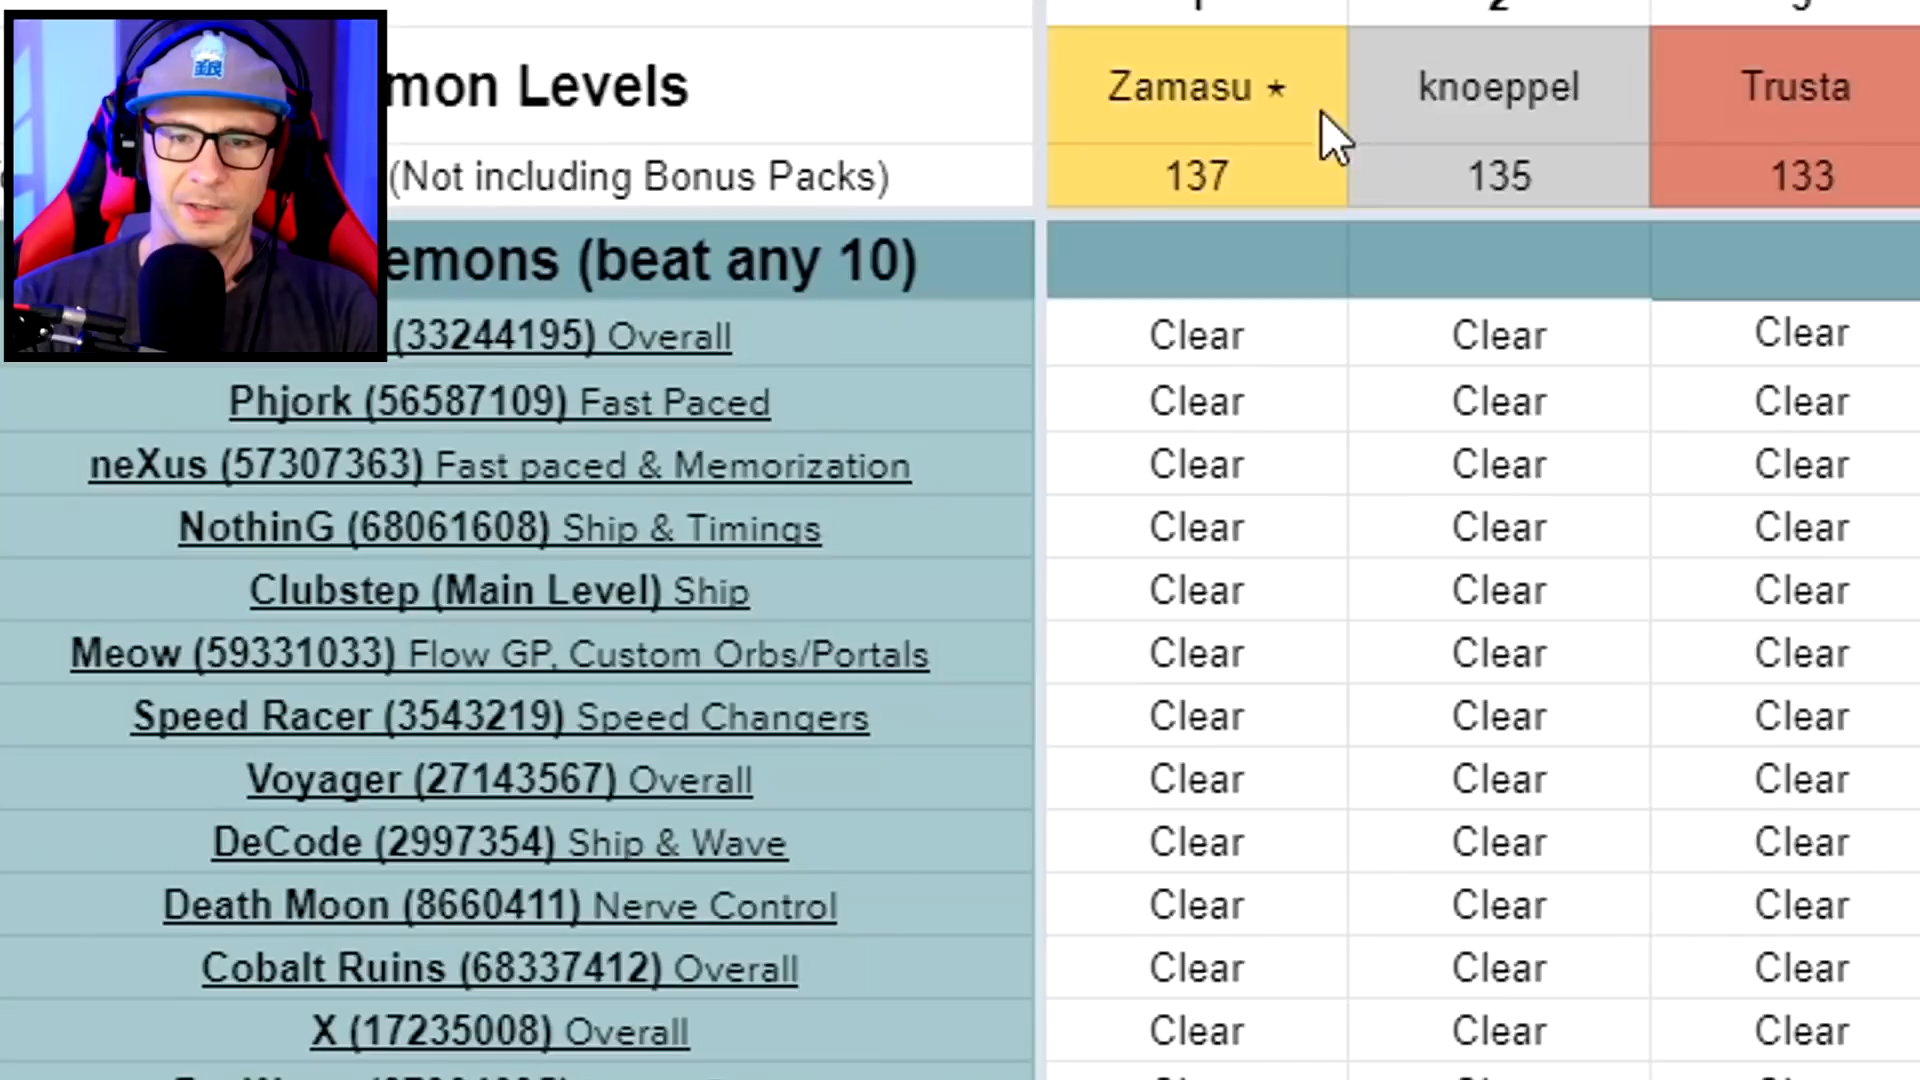 mon Levels
Zamasu ★
knoeppel
Trusta
(Not including Bonus Packs)
137
135
133
emons (beat any 10)
(33244195) Overall
Clear
Clear
Clear
Phjork (56587109) Fast Paced
Clear
Clear
Clear
neXus (57307363) Fast paced & Memorization
Clear
Clear
Clear
NothinG (68061608) Ship & Timings
Clear
Clear
Clear
Clubstep (Main Level) Ship
Clear
Clear
Clear
Meow (59331033) Flow GP, Custom Orbs/Portals
Clear
Clear
Clear
Speed Racer (3543219) Speed Changers
Clear
Clear
Clear
Voyager (27143567) Overall
Clear
Clear
Clear
DeCode (2997354) Ship & Wave
Clear
Clear
Clear
Death Moon (8660411) Nerve Control
Clear
Clear
Clear
Cobalt Ruins (68337412) Overall
Clear
Clear
Clear
X (17235008) Overall
Clear
Clear
Clear
Clear
Clear
Clear